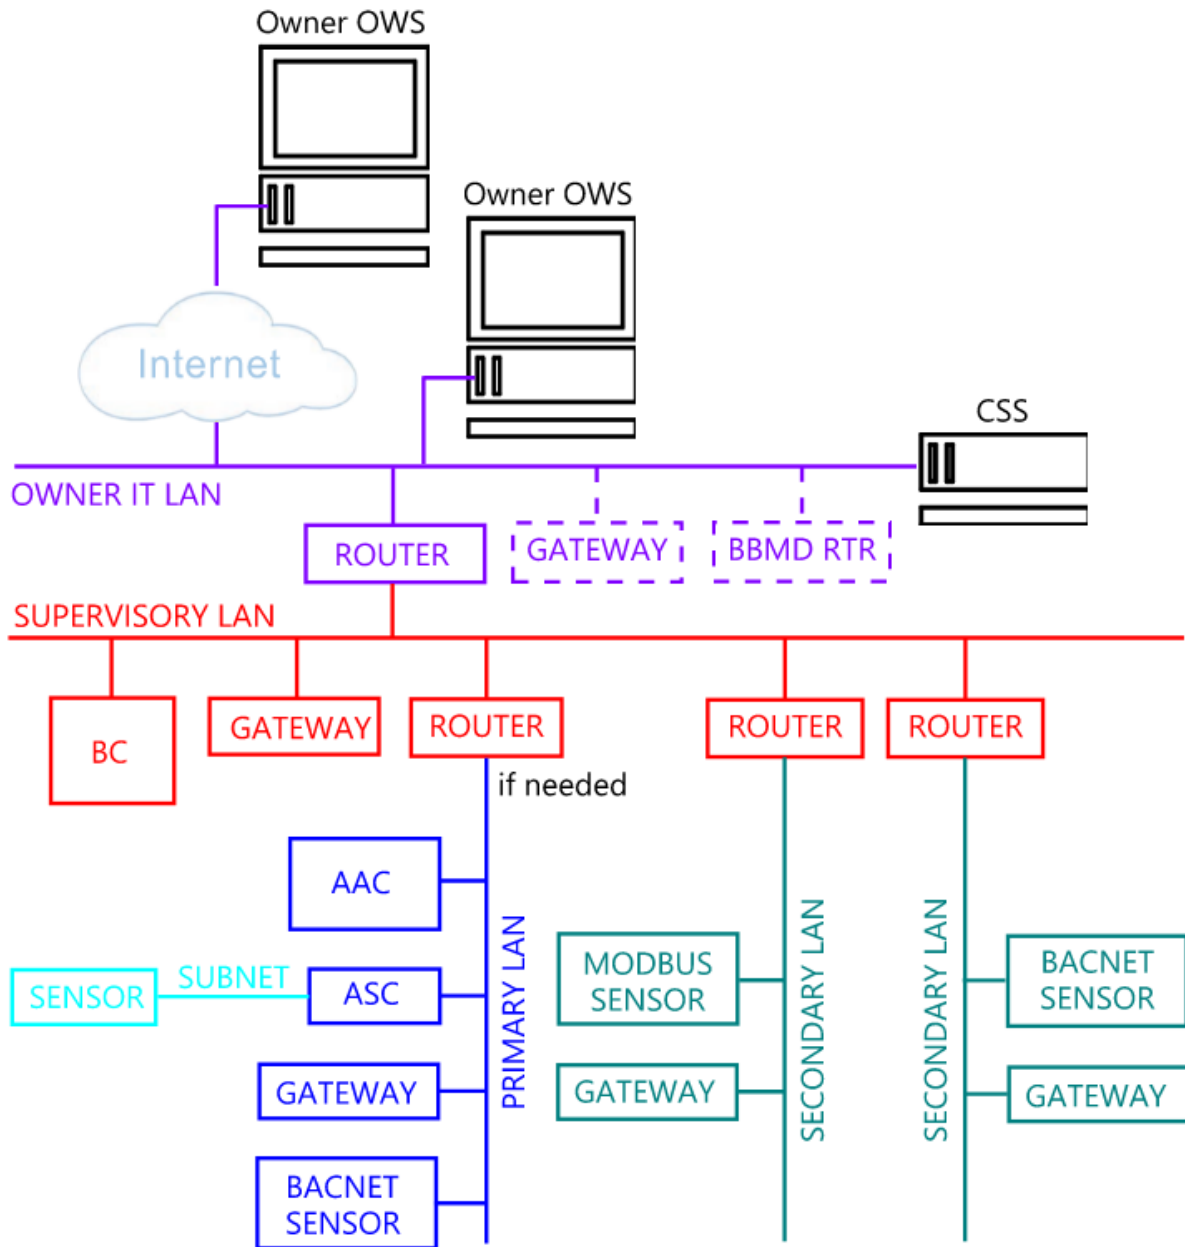 Owner OWS
Owner OWS
Internet
CSS
OWNER IT LAN
ROUTER
GATEWAY
BBMD RTR
SUPERVISORY LAN
BC
GATEWAY
ROUTER
ROUTER
ROUTER
if needed
AAC
PRIMARY LAN
SECONDARY LAN
SECONDARY LAN
MODBUS
SENSOR
BACNET
SENSOR
SENSOR
SUBNET
ASC
GATEWAY
GATEWAY
GATEWAY
BACNET
SENSOR